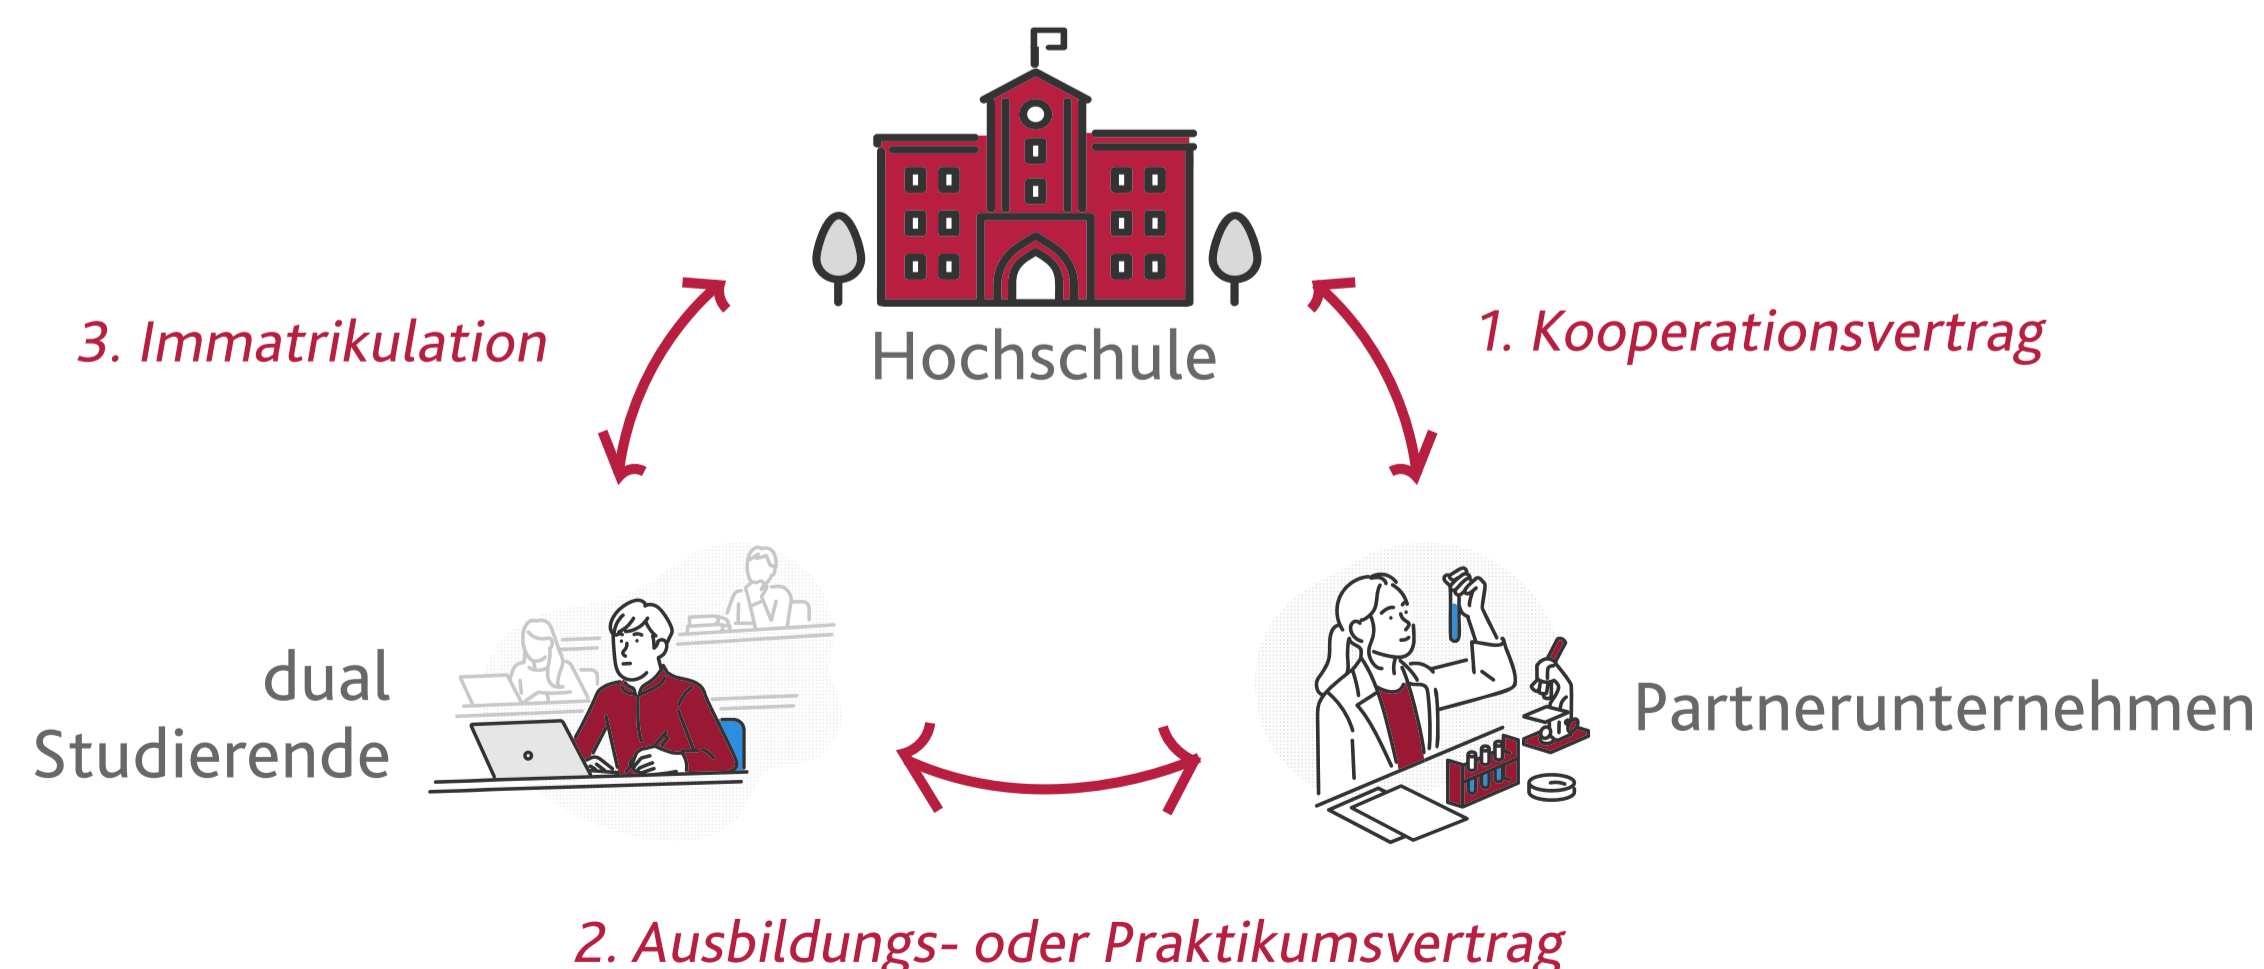 3. Immatrikulation
Hochschule
1. Kooperationsvertrag
dual
Studierende
Partnerunternehmen
2. Ausbildungs- oder Praktikumsvertrag